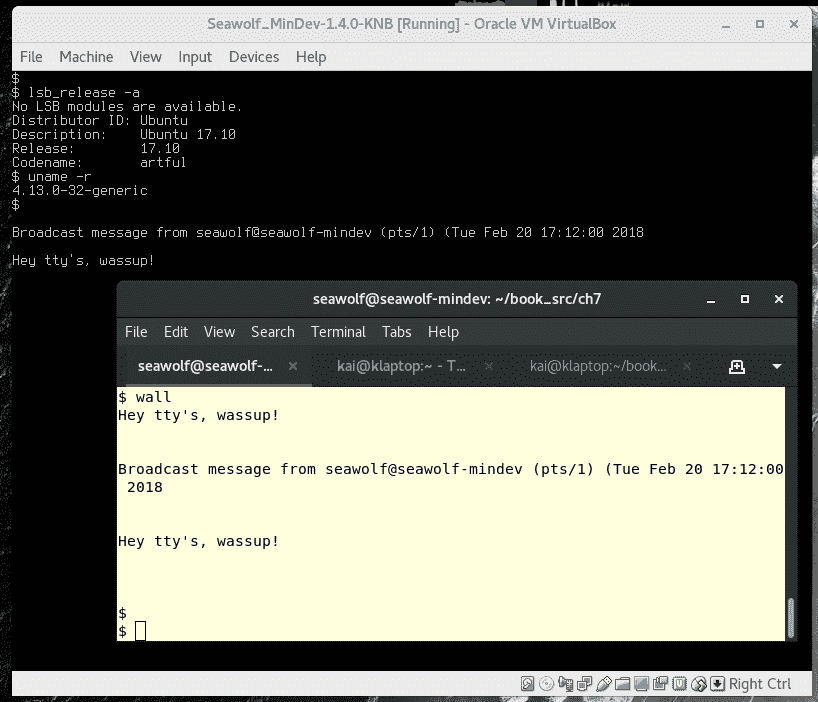 Seawolf_MinDev-1.4.0-KNB [Running] - Oracle VM VirtualBox
File Machine View Input Devices Help
$
$ lsb_release -a
No LSB modules are available.
Distributor ID: Ubuntu
Description: Ubuntu 17.10
Release: 17.10
Codename: artful
$ uname -r
4.13.0-32-generic
$
Broadcast message from seawolf@seawolf-mindev (pts/1) (Tue Feb 20 17:12:00 2018
Hey tty's, wassup!
seawolf@seawolf-mindev: ~/book_src/ch7
File Edit View Search Terminal Tabs Help
seawolf@seawolf-... kai@klaptop:~ - T... kai@klaptop:~/book...
$ wall
Hey tty's, wassup!
Broadcast message from seawolf@seawolf-mindev (pts/1) (Tue Feb 20 17:12:00
2018
Hey tty's, wassup!
$
$
Right Ctrl